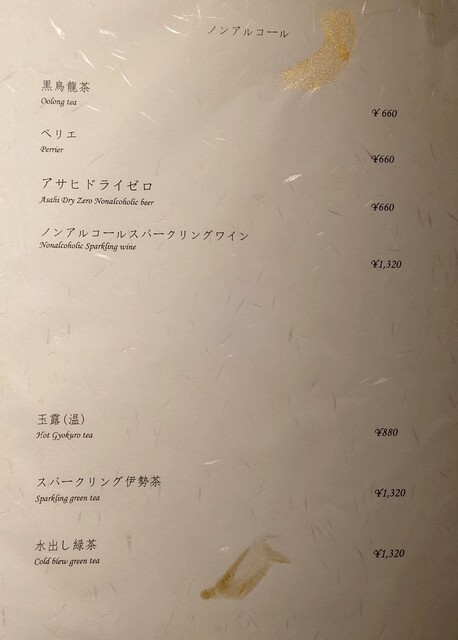 ノンアルコール
黒烏龍茶
Oolong tea
¥660
ペリエ
Perrier
¥660
アサヒドライゼロ
Asahi Dry Zero Nonalcoholic beer
¥660
ノンアルコールスパークリングワイン
Nonalcoholic Sparkling wine
¥1,320
玉露(温)
Hot Gyokuro tea
¥880
スパークリング伊勢茶
Sparkling green tea
¥1,320
水出し緑茶
Cold blew green tea
¥1,320